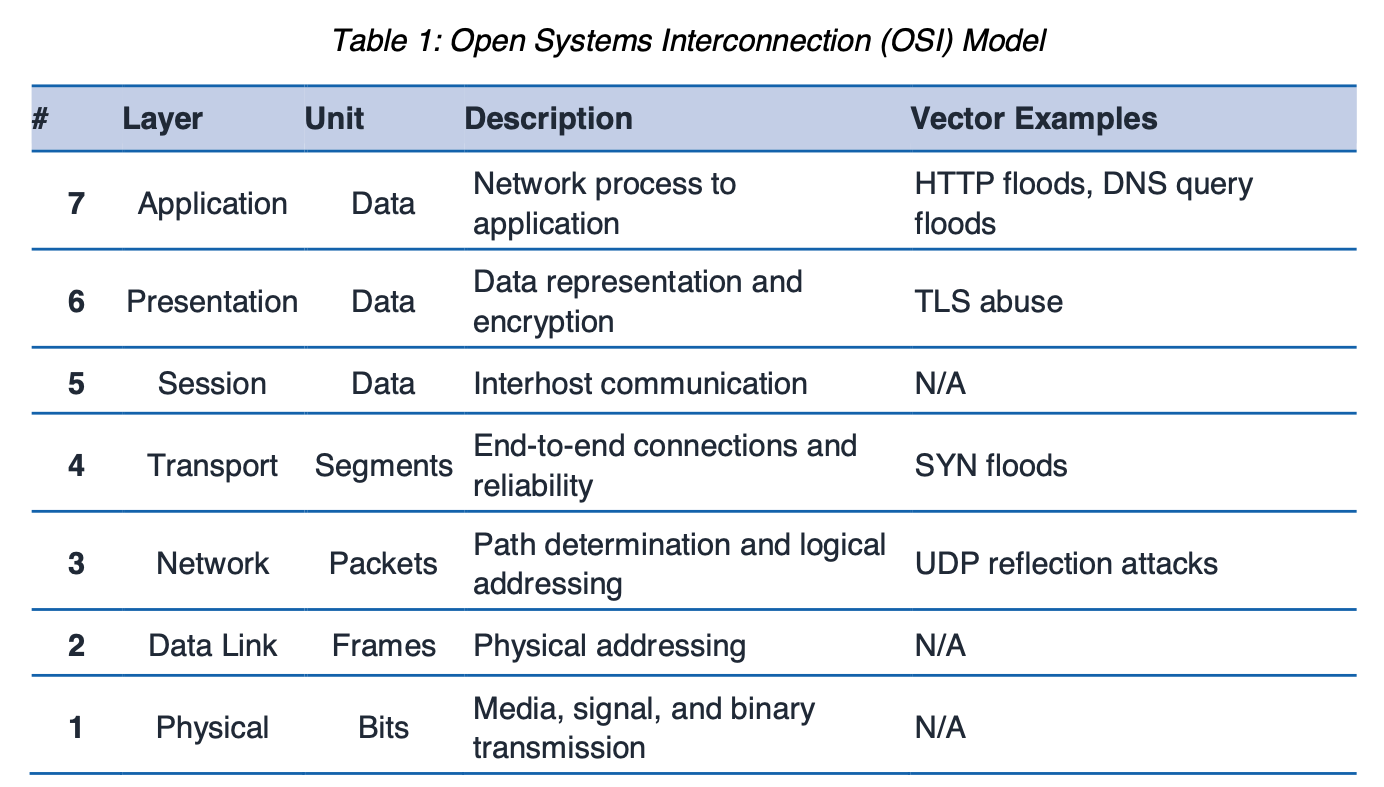 Table 1: Open Systems Interconnection (OSI) Model
# Layer Unit Description Vector Examples
7 Application Data Network process to application HTTP floods, DNS query floods
6 Presentation Data Data representation and encryption TLS abuse
5 Session Data Interhost communication N/A
4 Transport Segments End-to-end connections and reliability SYN floods
3 Network Packets Path determination and logical addressing UDP reflection attacks
2 Data Link Frames Physical addressing N/A
1 Physical Bits Media, signal, and binary transmission N/A